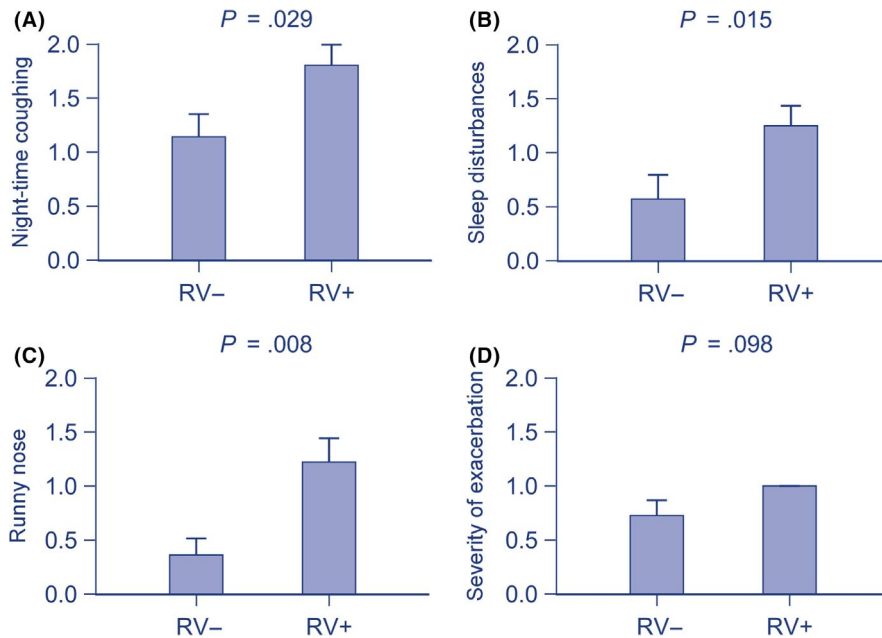 (A)
P = .029
Night-time coughing
2.0
1.5
1.0
0.5
0.0
RV–
RV+
(B)
P = .015
Sleep disturbances
2.0
1.5
1.0
0.5
0.0
RV–
RV+
(C)
P = .008
Runny nose
2.0
1.5
1.0
0.5
0.0
RV–
RV+
(D)
P = .098
Severity of exacerbation
2.0
1.5
1.0
0.5
0.0
RV–
RV+